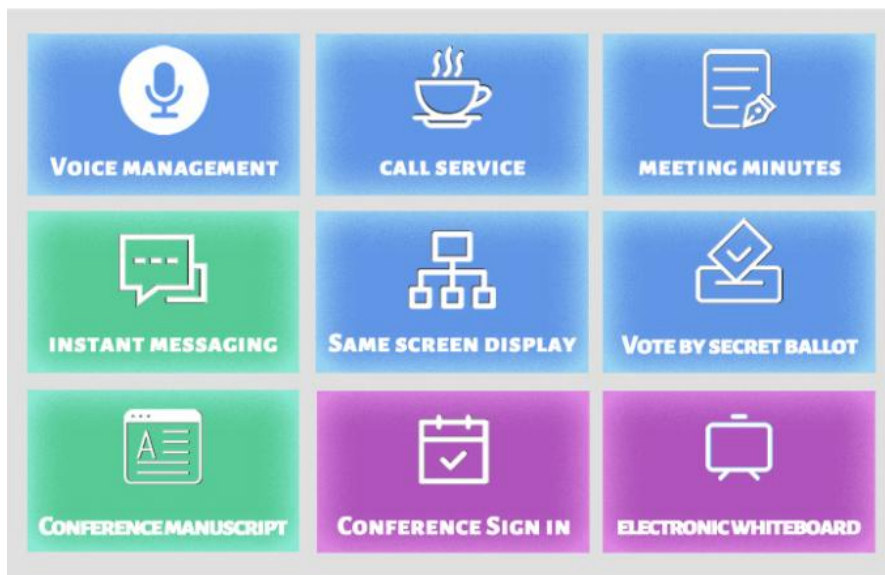 VOICE MANAGEMENT
CALL SERVICE
MEETING MINUTES
INSTANT MESSAGING
SAME SCREEN DISPLAY
VOTE BY SECRET BALLOT
A
CONFERENCE MANUSCRIPT
CONFERENCE SIGN IN
ELECTRONIC WHITEBOARD